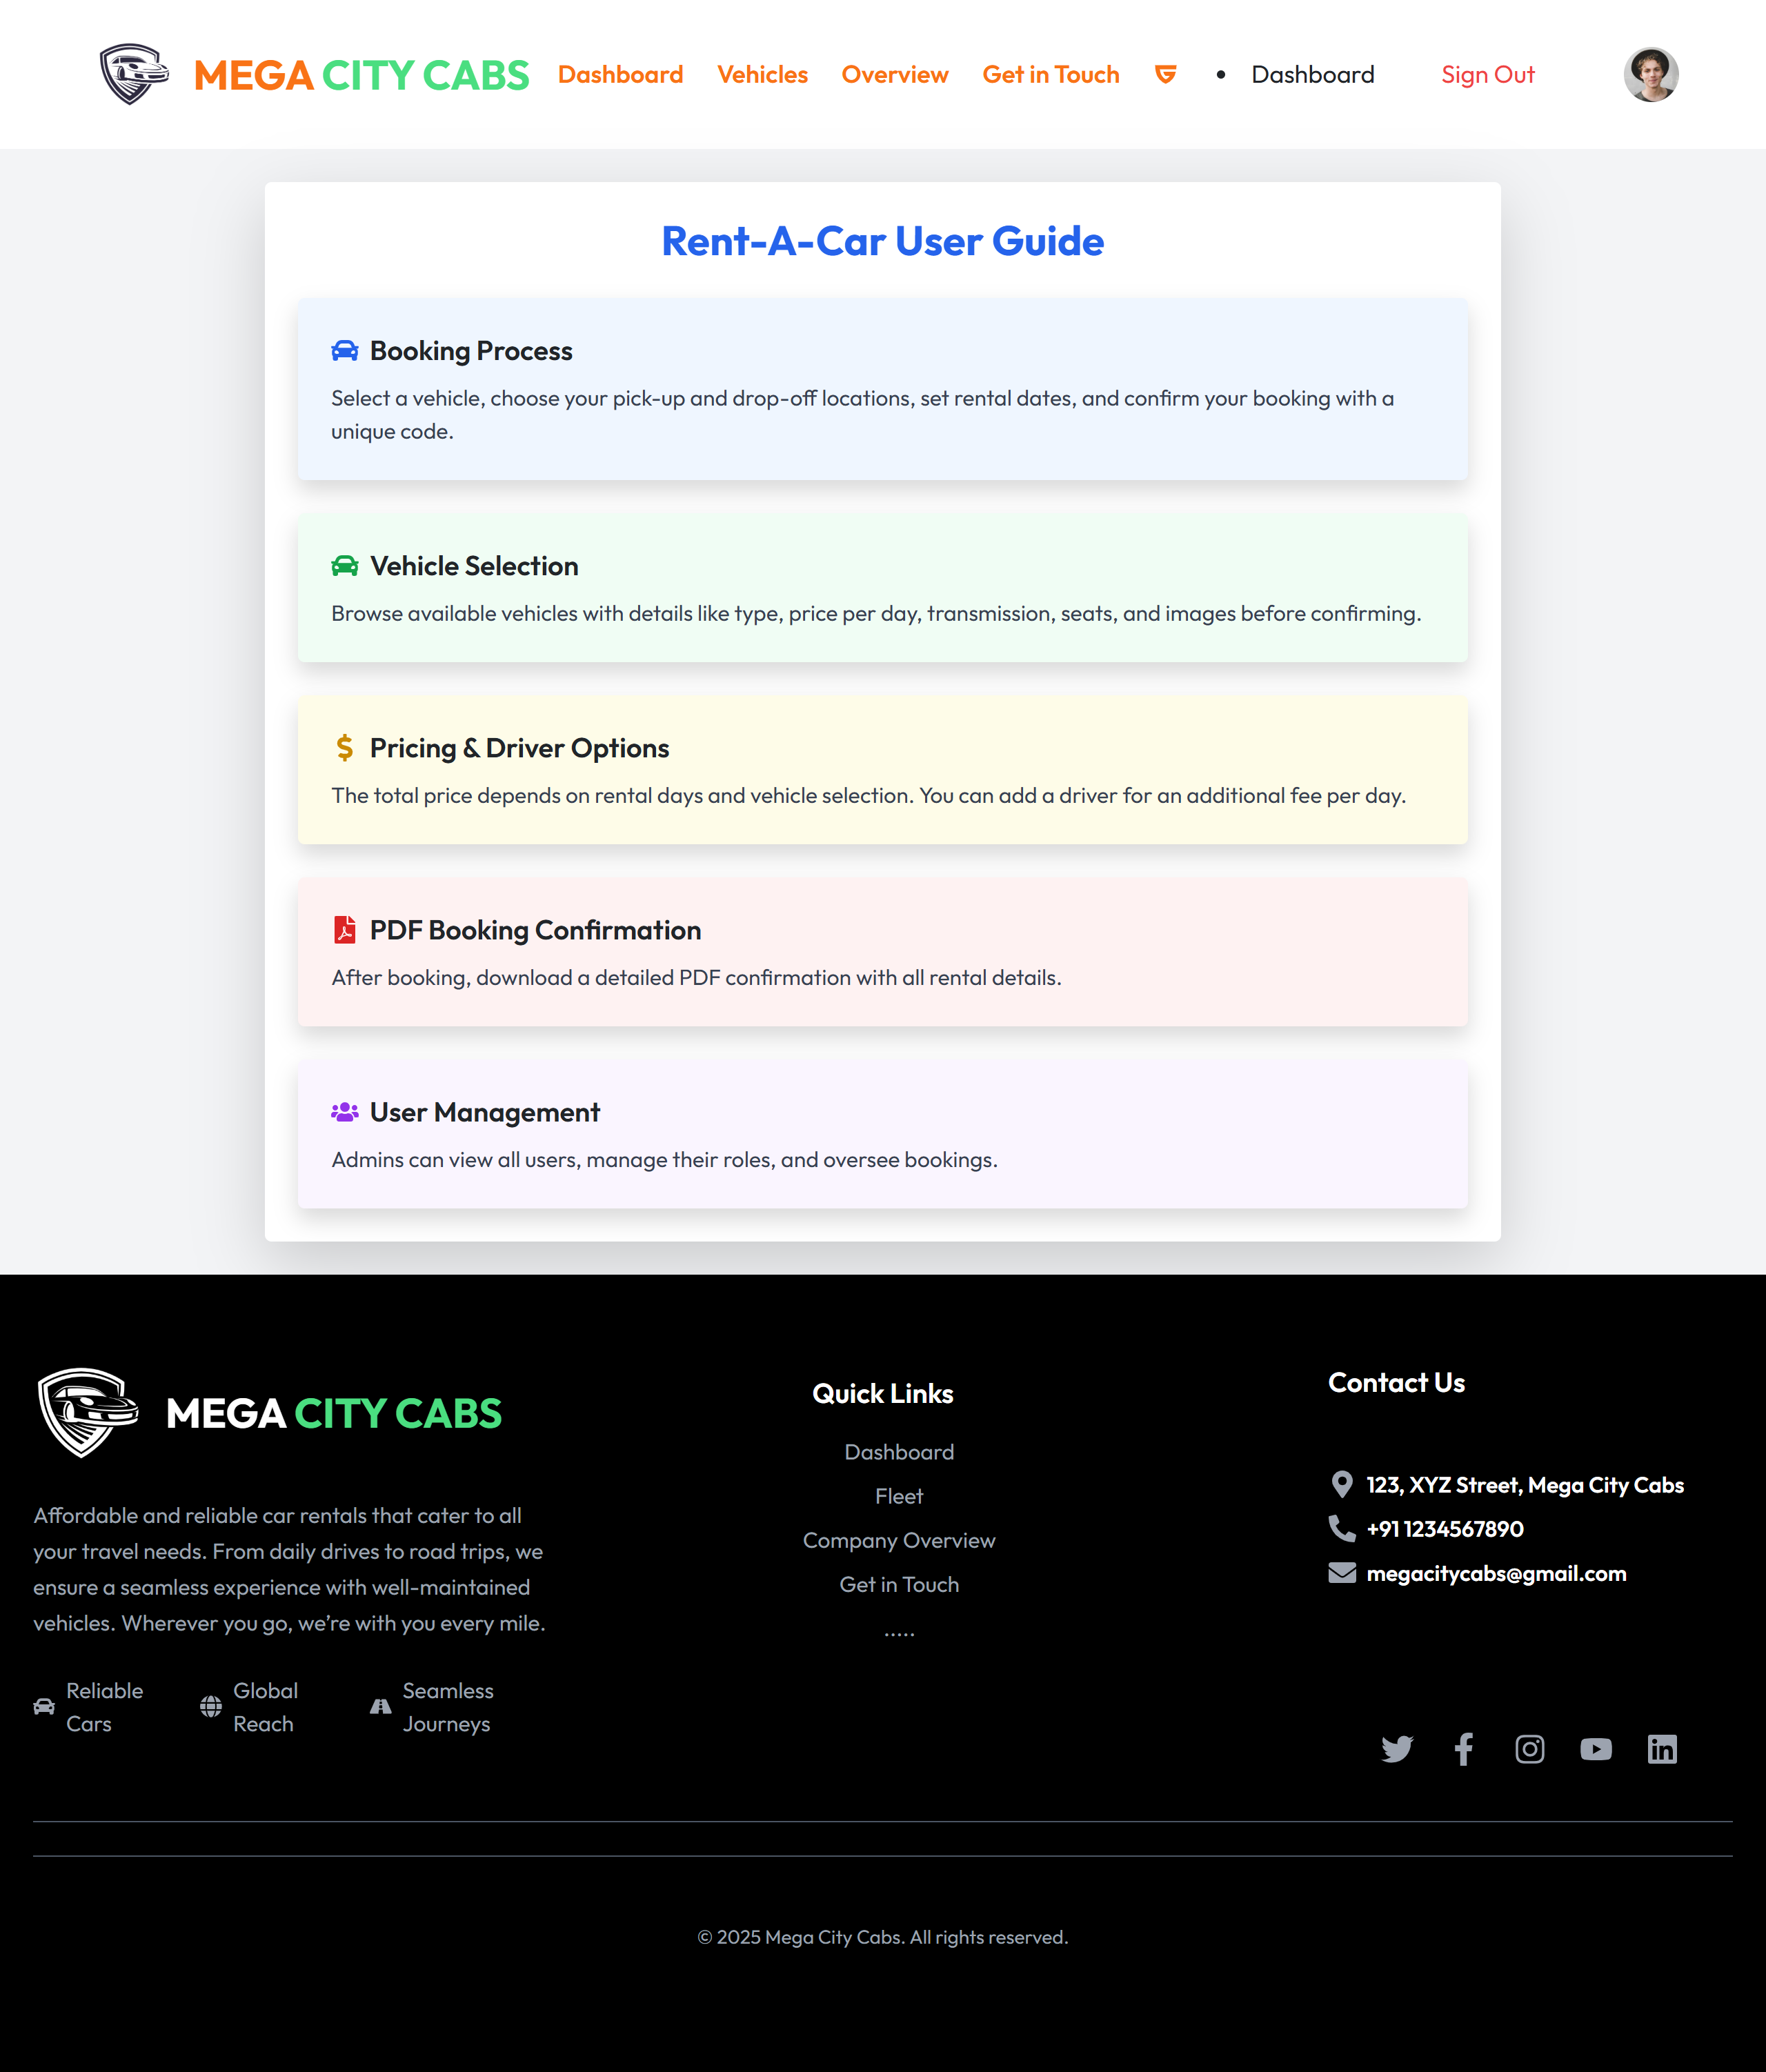 MEGA CITY CABS
Dashboard
Vehicles
Overview
Get in Touch
• Dashboard
Sign Out
Rent-A-Car User Guide
Booking Process
Select a vehicle, choose your pick-up and drop-off locations, set rental dates, and confirm your booking with a
unique code.
Vehicle Selection
Browse available vehicles with details like type, price per day, transmission, seats, and images before confirming.
$ Pricing & Driver Options
The total price depends on rental days and vehicle selection. You can add a driver for an additional fee per day.
PDF Booking Confirmation
After booking, download a detailed PDF confirmation with all rental details.
User Management
Admins can view all users, manage their roles, and oversee bookings.
MEGA CITY CABS
Affordable and reliable car rentals that cater to all
your travel needs. From daily drives to road trips, we
ensure a seamless experience with well-maintained
vehicles. Wherever you go, we’re with you every mile.
Reliable
Cars
Global
Reach
Seamless
Journeys
Quick Links
Dashboard
Fleet
Company Overview
Get in Touch
.....
Contact Us
123, XYZ Street, Mega City Cabs
+91 1234567890
megacitycabs@gmail.com
© 2025 Mega City Cabs. All rights reserved.